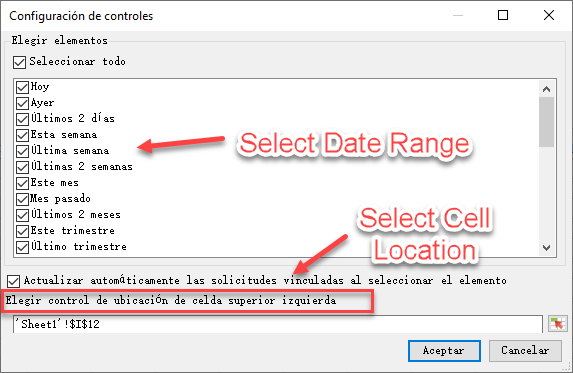 Configuración de controles
Elegir elementos
Seleccionar todo
Hoy
Ayer
Últimos 2 días
Esta semana
Última semana
Últimas 2 semanas
Este mes
Mes pasado
Últimos 2 meses
Este trimestre
Último trimestre
Select Date Range
Select Cell
Location
Actualizar automáticamente las solicitudes vinculadas al seleccionar el elemento
Elegir control de ubicación de celda superior izquierda
'Sheet1'!$I$12
Aceptar
Cancelar